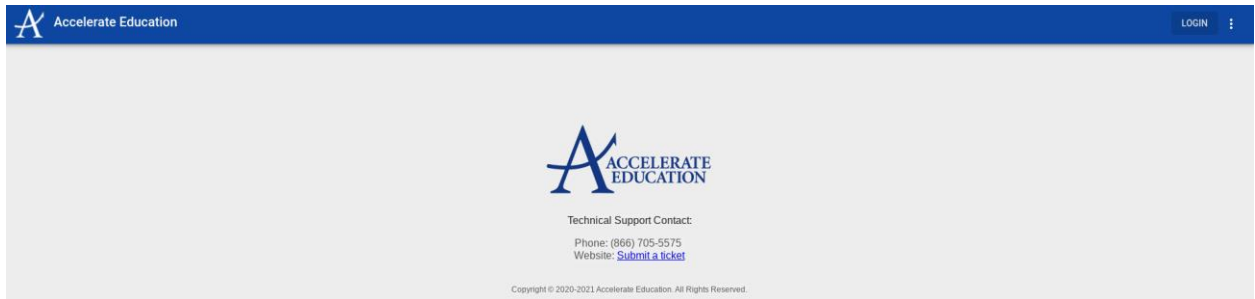 Accelerate Education
LOGIN
ACCELERATE
EDUCATION
Technical Support Contact:
Phone: (866) 705-5575
Website: Submit a ticket
Copyright © 2020-2021 Accelerate Education. All Rights Reserved.